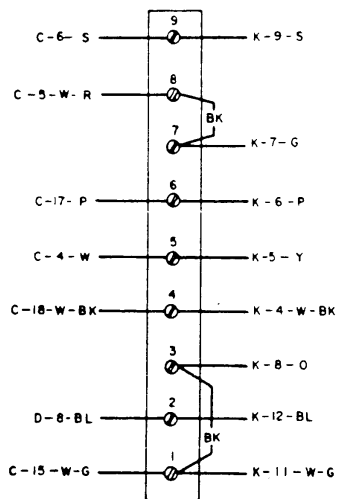 9
C-6- S K-9-S
8
C-5-W-R
BK
7
K-7-G
6
C-17-P K-6-P
5
C-4-W K-5-Y
4
C-18-W-BK K-4-W-BK
3
K-8-O
2
D-8-BL K-12-BL
BK
1
C-15-W-G K-11-W-G